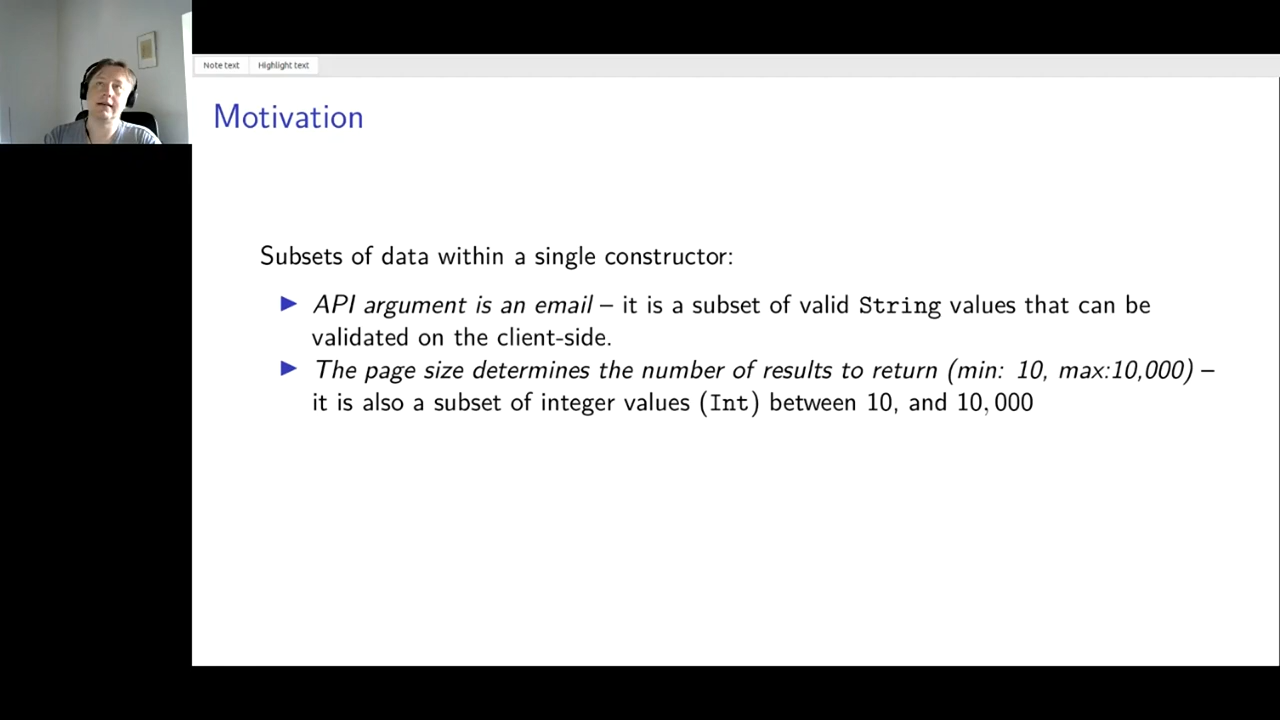 Note text
Highlight text
Motivation
Subsets of data within a single constructor:
▶ API argument is an email – it is a subset of valid String values that can be
validated on the client-side.
▶ The page size determines the number of results to return (min: 10, max:10,000) –
it is also a subset of integer values (Int) between 10, and 10,000